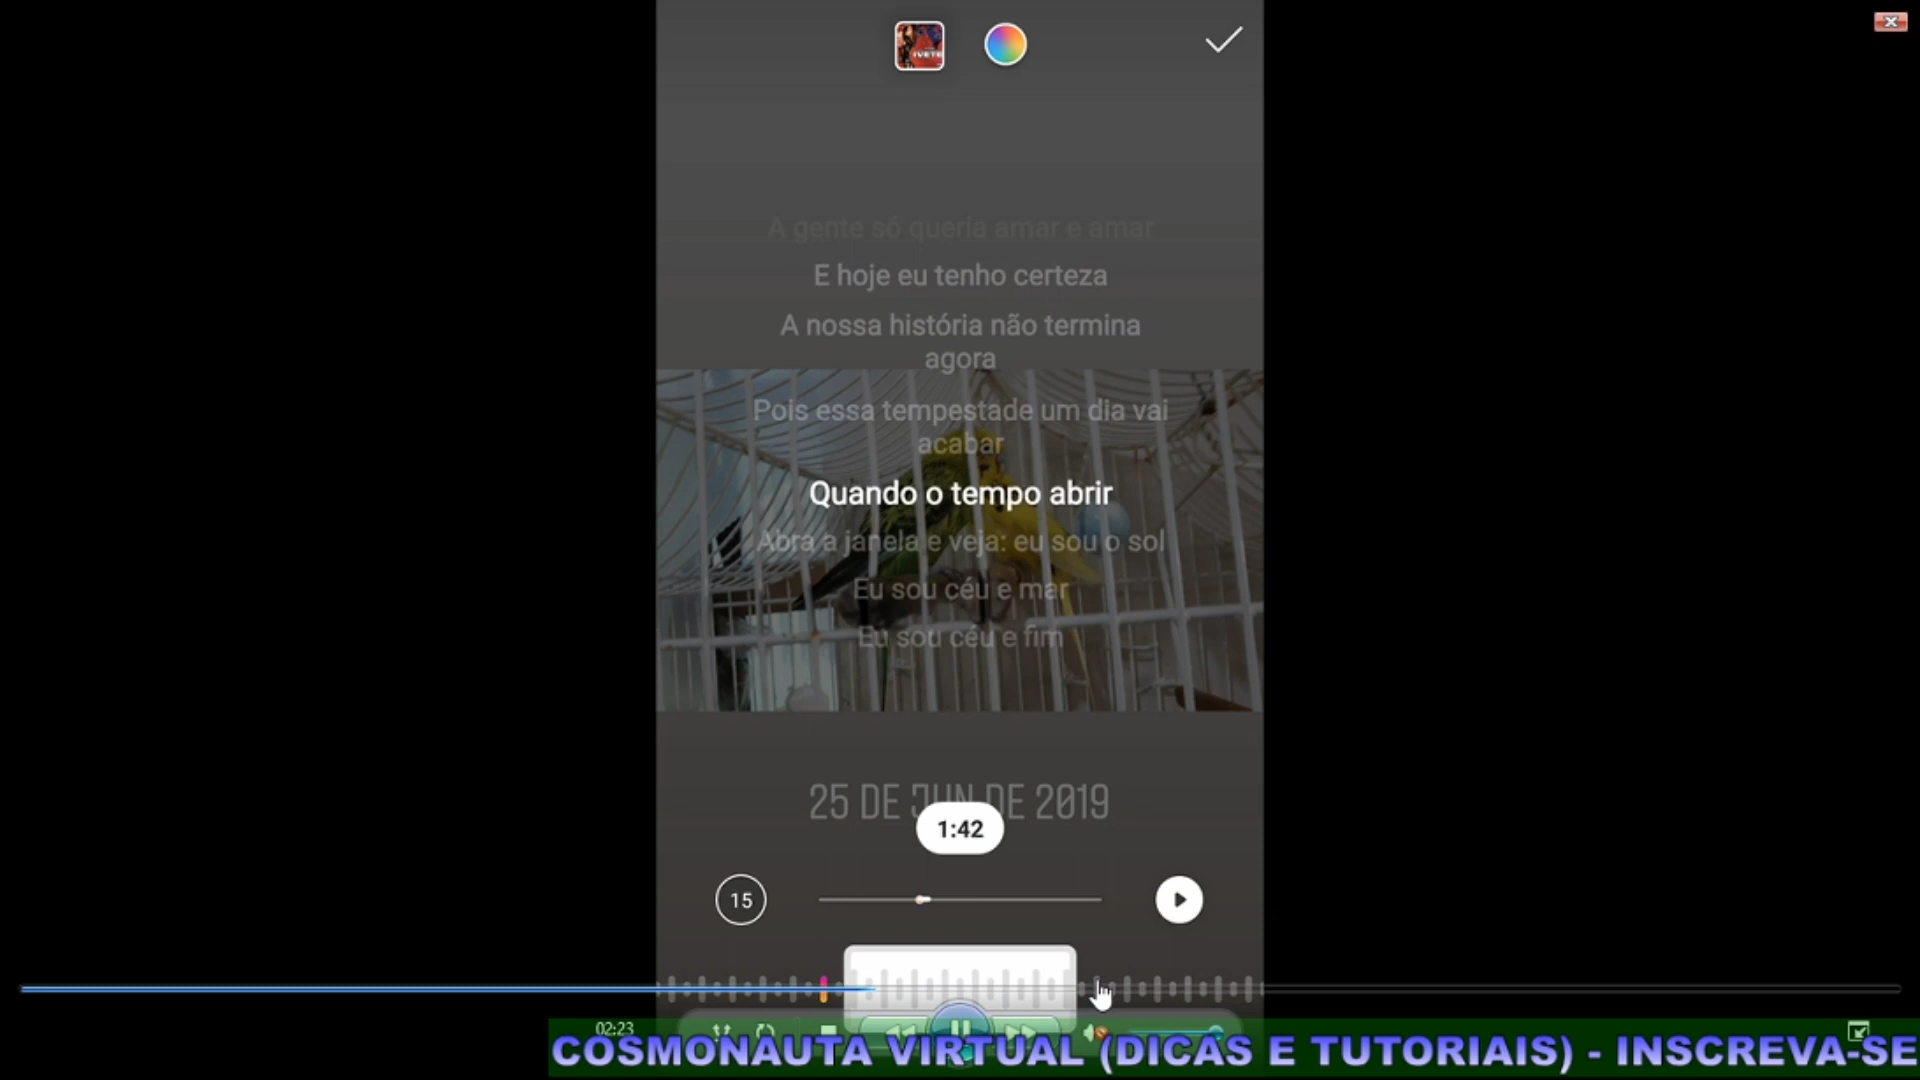 IVETE
A gente só queria amar e amar
E hoje eu tenho certeza
A nossa história não termina
agora
Pois essa tempestade um dia vai
acabar
Quando o tempo abrir
Abra a janela e veja: eu sou o sol
Eu sou céu e mar
Eu sou céu e fim
25 DE JUN DE 2019
1:42
15
02:23
COSMONAUTA VIRTUAL (DICAS E TUTORIAIS) - INSCREVA-SE